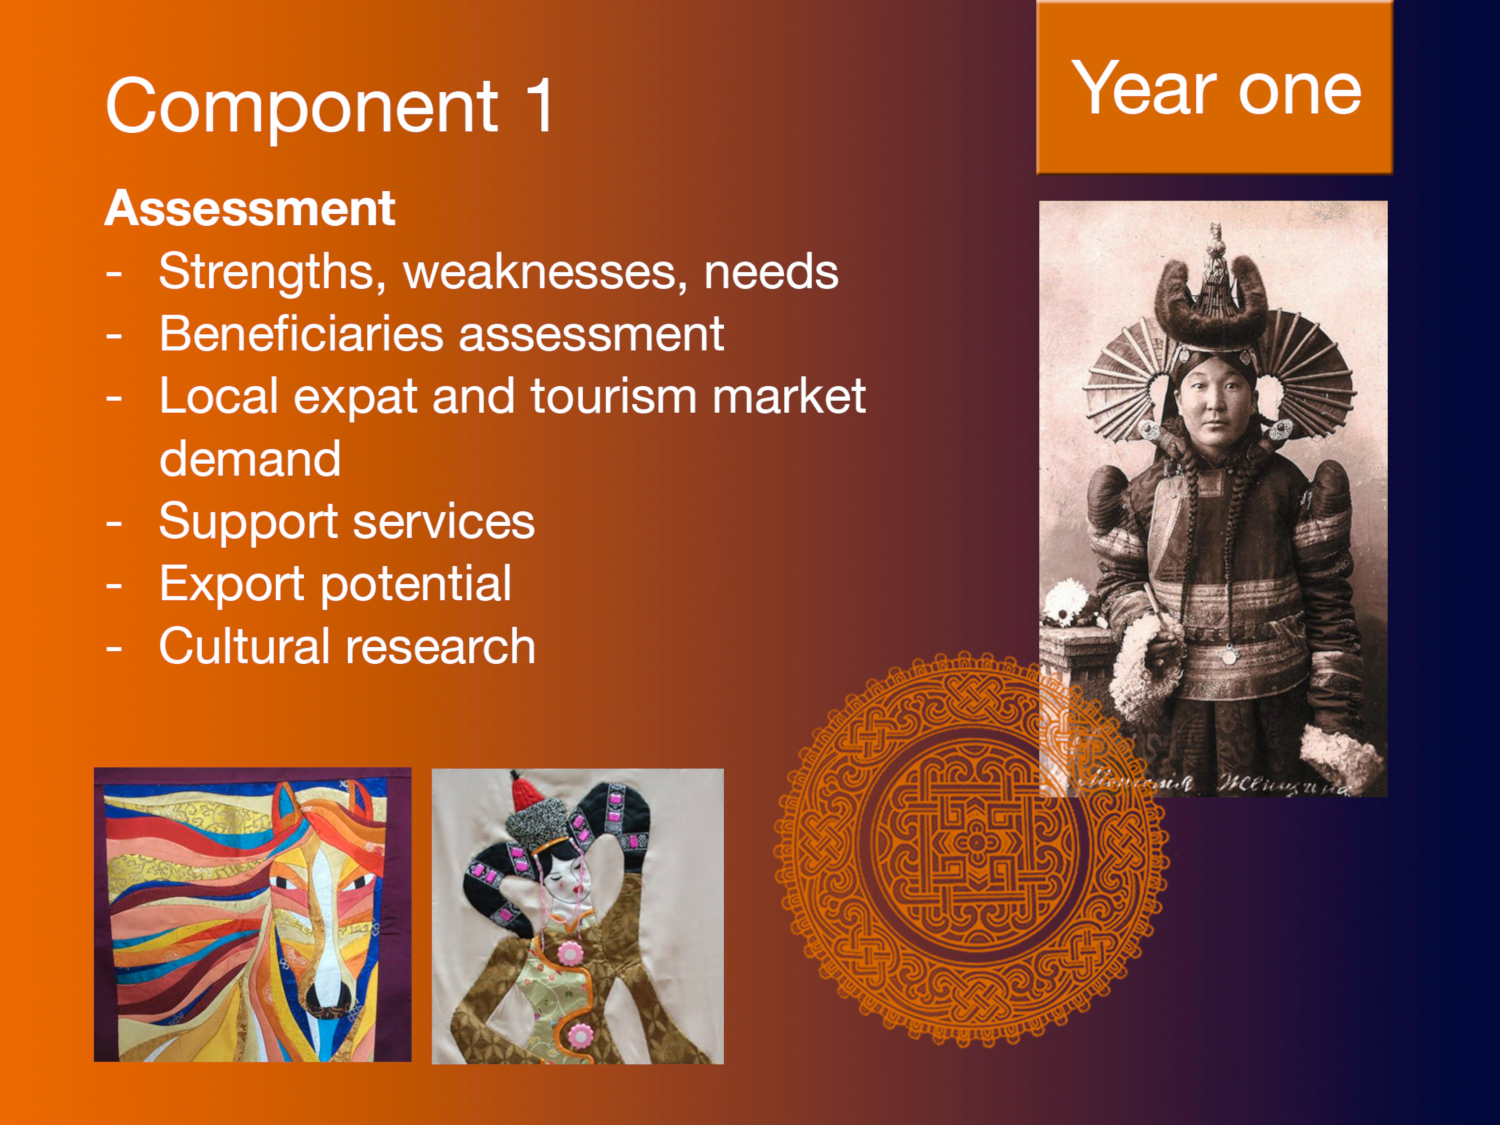 Component 1
Year one
Assessment
- Strengths, weaknesses, needs
- Beneficiaries assessment
- Local expat and tourism market
demand
- Support services
- Export potential
- Cultural research